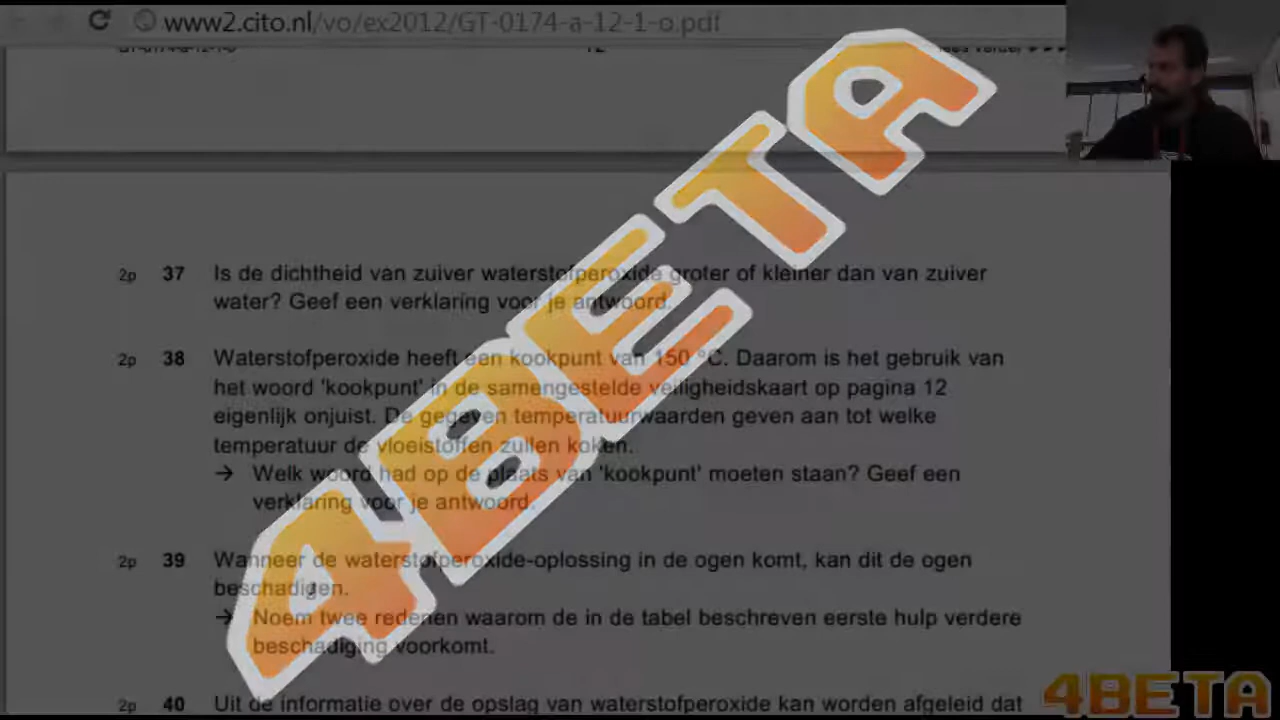 www2.cito.nl/vo/ex2012/GT-0174-a-12-1-o.pdf
12
2p 37 Is de dichtheid van zuiver waterstofperoxide groter of kleiner dan van zuiver
water? Geef een verklaring voor je antwoord.
2p 38 Waterstofperoxide heeft een kookpunt van 150 °C. Daarom is het gebruik van
het woord 'kookpunt' in de samengestelde veiligheidskaart op pagina 12
eigenlijk onjuist. De gegeven temperatuurwaarden geven aan tot welke
temperatuur de vloeistoffen zullen koken.
→ Welk woord had op de plaats van 'kookpunt' moeten staan? Geef een
verklaring voor je antwoord.
2p 39 Wanneer de waterstofperoxide-oplossing in de ogen komt, kan dit de ogen
beschadigen.
→ Noem twee redenen waarom de in de tabel beschreven eerste hulp verdere
beschadiging voorkomt.
2p 40 Uit de informatie over de opslag van waterstofperoxide kan worden afgeleid dat
4BETA
4BETA